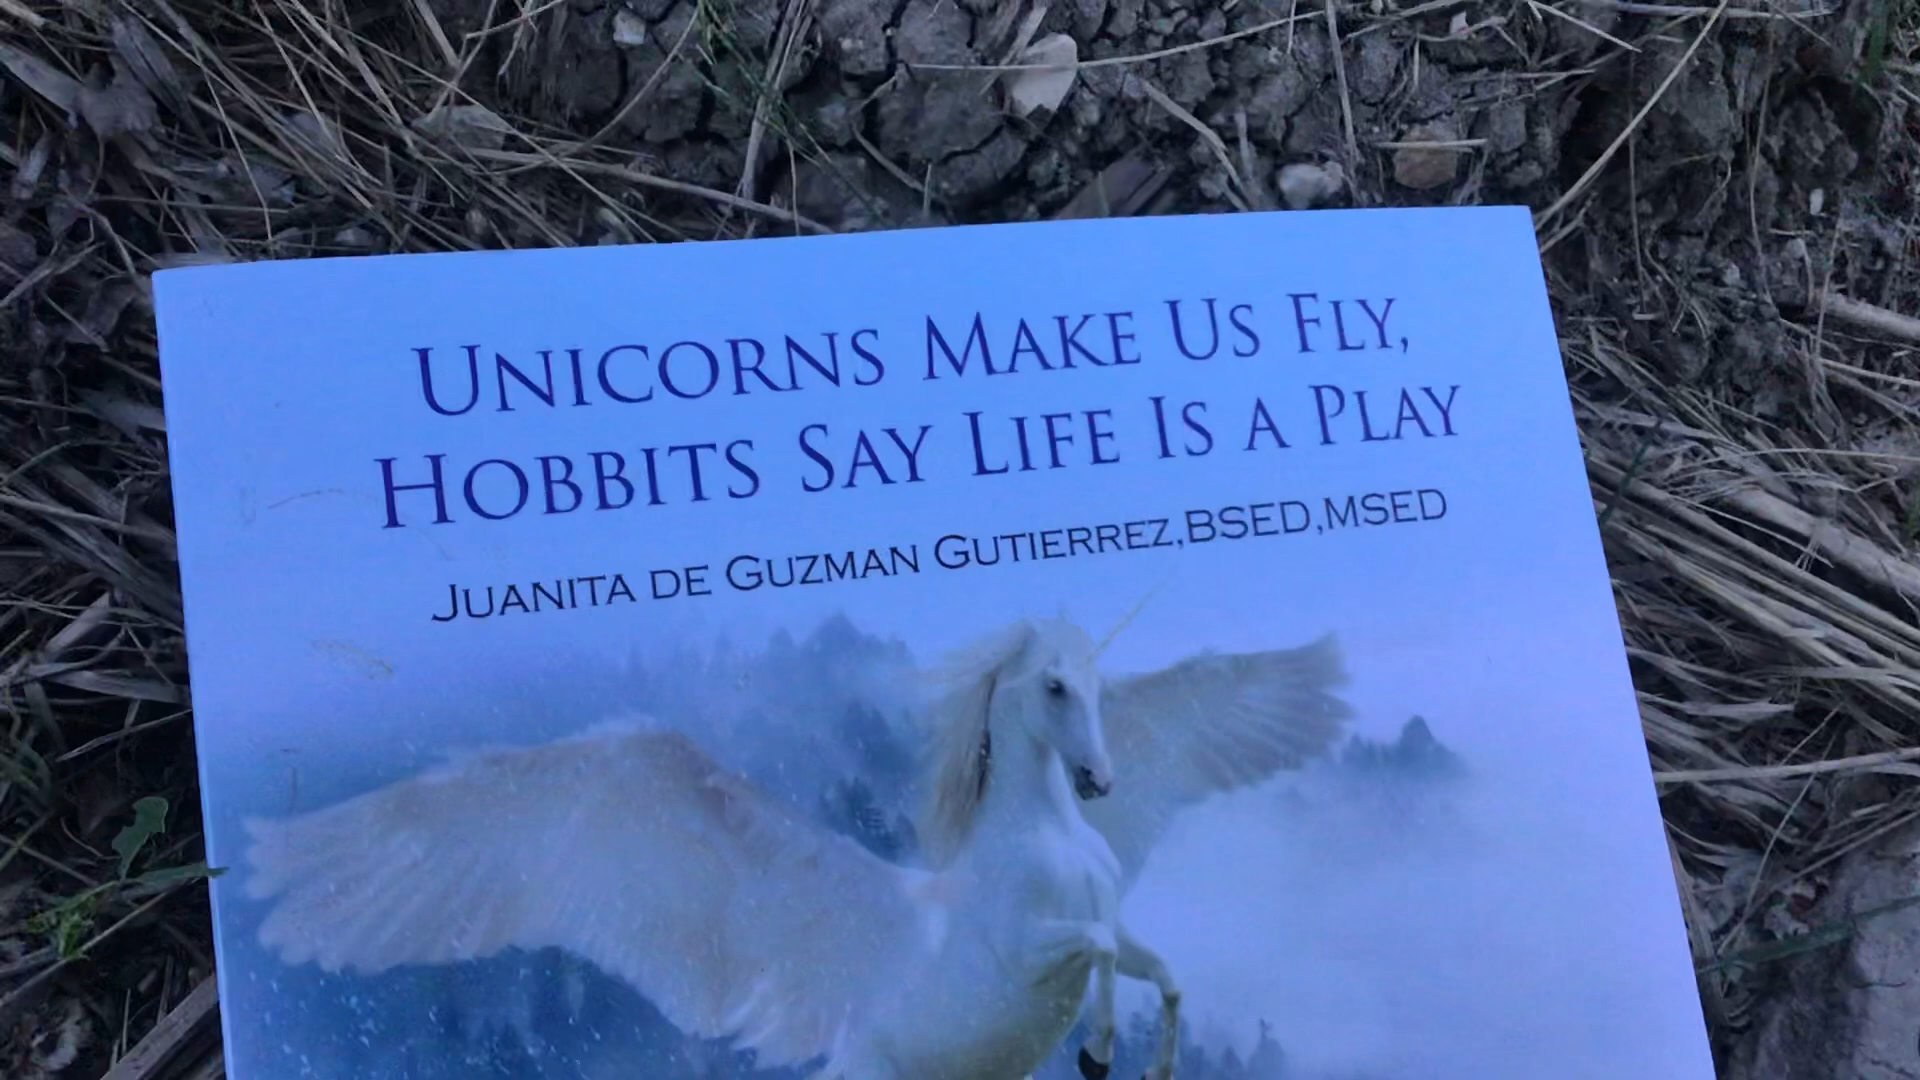 UNICORNS MAKE US FLY,
HOBBITS SAY LIFE IS A PLAY
JUANITA DE GUZMAN GUTIERREZ,BSED,MSED